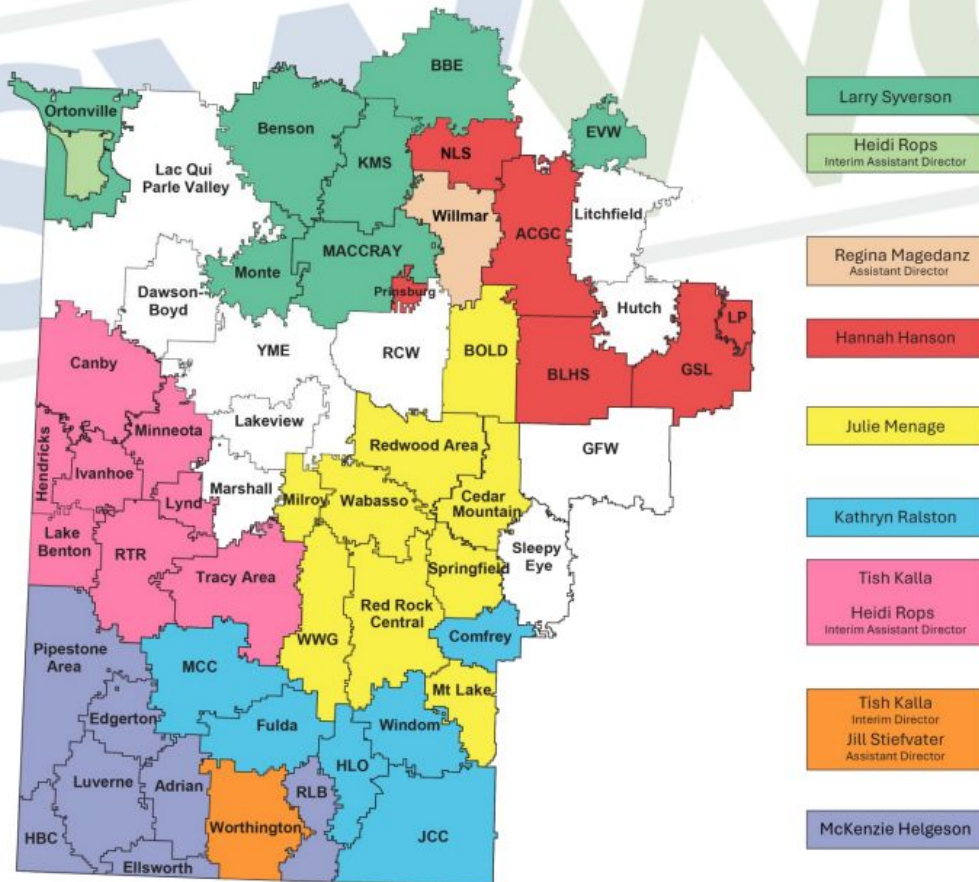 BBE
Ortonville
Benson
EVW
KMS
NLS
Lac Qui
Parle Valley
Willmar
Litchfield
ACGC
MACCRAY
Monte
Prinsburg
Dawson-
Boyd
Hutch
LP
YME
RCW
BOLD
Canby
BLHS
GSL
Lakeview
Minneota
Redwood Area
GFW
Hendricks
Ivanhoe
Marshall
Milroy
Wabasso
Lynd
Cedar
Mountain
Lake
Benton
RTR
Sleepy
Eye
Tracy Area
Springfield
Red Rock
Central
WWG
Comfrey
Pipestone
Area
MCC
Mt Lake
Edgerton
Fulda
Windom
HLO
Luverne
Adrian
RLB
Worthington
HBC
JCC
Ellsworth
Larry Syverson
Heidi Rops
Interim Assistant Director
Regina Magedanz
Assistant Director
Hannah Hanson
Julie Menage
Kathryn Ralston
Tish Kalla
Heidi Rops
Interim Assistant Director
Tish Kalla
Interim Director
Jill Stiefvater
Assistant Director
McKenzie Helgeson